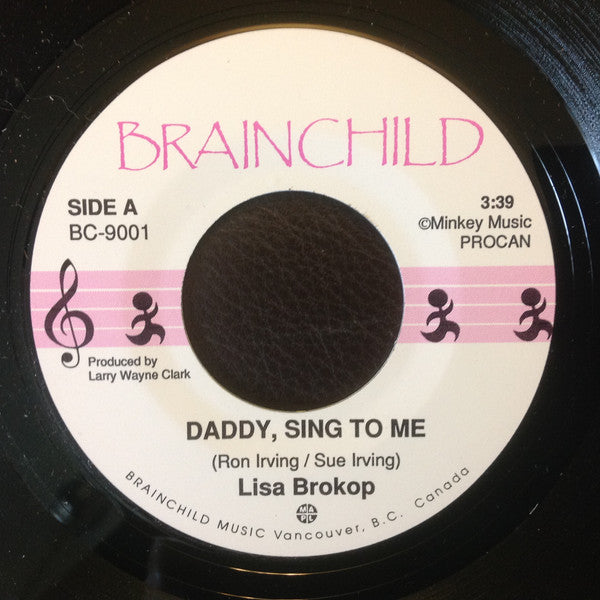 BRAINCHILD
SIDE A
BC-9001
3:39
©Minkey Music
PROCAN
Produced by
Larry Wayne Clark
DADDY, SING TO ME
(Ron Irving / Sue Irving)
Lisa Brokop
MAPL
BRAINCHILD MUSIC Vancouver, B.C. Canada